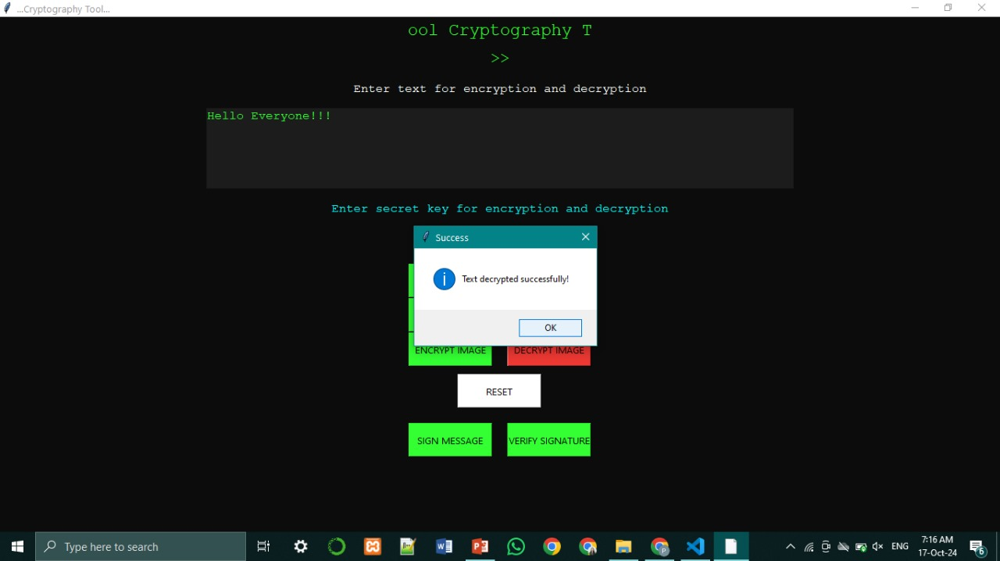 ...Cryptography Tool...
ool Cryptography T
>>
Enter text for encryption and decryption
Hello Everyone!!!
Enter secret key for encryption and decryption
Success
Text decrypted successfully!
OK
ENCRYPT IMAGE DECRYPT IMAGE
RESET
SIGN MESSAGE VERIFY SIGNATURE
Type here to search
ENG
7:16 AM
17-Oct-24
6